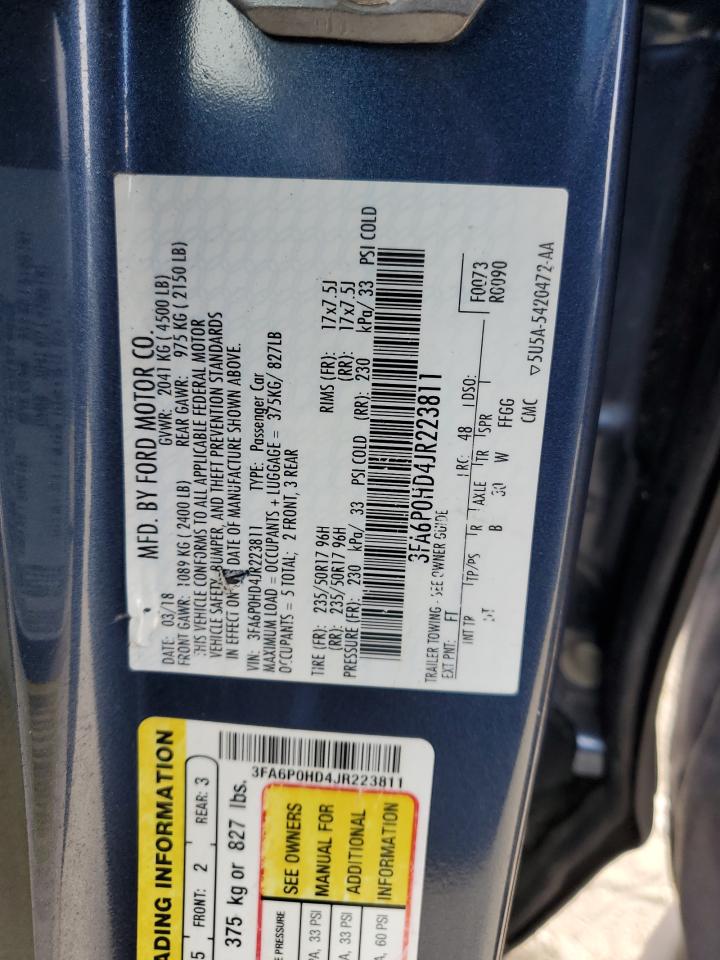 MFD. BY FORD MOTOR CO.
DATE: 03/18 GVWR: 2041 KG ( 4500 LB)
FRONT GAWR: 1089 KG ( 2400 LB) REAR GAWR: 975 KG ( 2150 LB)
THIS VEHICLE CONFORMS TO ALL APPLICABLE FEDERAL MOTOR
VEHICLE SAFETY, BUMPER, AND THEFT PREVENTION STANDARDS
IN EFFECT ON DATE OF MANUFACTURE SHOWN ABOVE.
VIN: 3FA6P0HD4JR223811 TYPE: Passenger Car
MAXIMUM LOAD = OCCUPANTS + LUGGAGE = 375KG/ 827LB
OCCUPANTS = 5 TOTAL: 2 FRONT, 3 REAR
TIRE (FR): 235/50R17 96H RIMS (FR): 17x7.5J
(RR): 235/50R17 96H (RR): 17x7.5J
PRESSURE (FR): 230 kPa/ 33 PSI COLD (RR): 230 kPa/ 33 PSI COLD
3FA6P0HD4JR223811
TRAILER TOWING - SEE OWNER GUIDE
EXT PNT: FT RC: 48 DSO: F0073
RG090
INT TR TP/PS R AXLE TR SPR
B W FFGG
CMC ▽5U5A-5420472-AA
ADING INFORMATION
5 FRONT: 2 REAR: 3
375 kg or 827 lbs.
3FA6P0HD4JR223811
E PRESSURE
A, 33 PSI
A, 33 PSI
A, 60 PSI
SEE OWNERS
MANUAL FOR
ADDITIONAL
INFORMATION